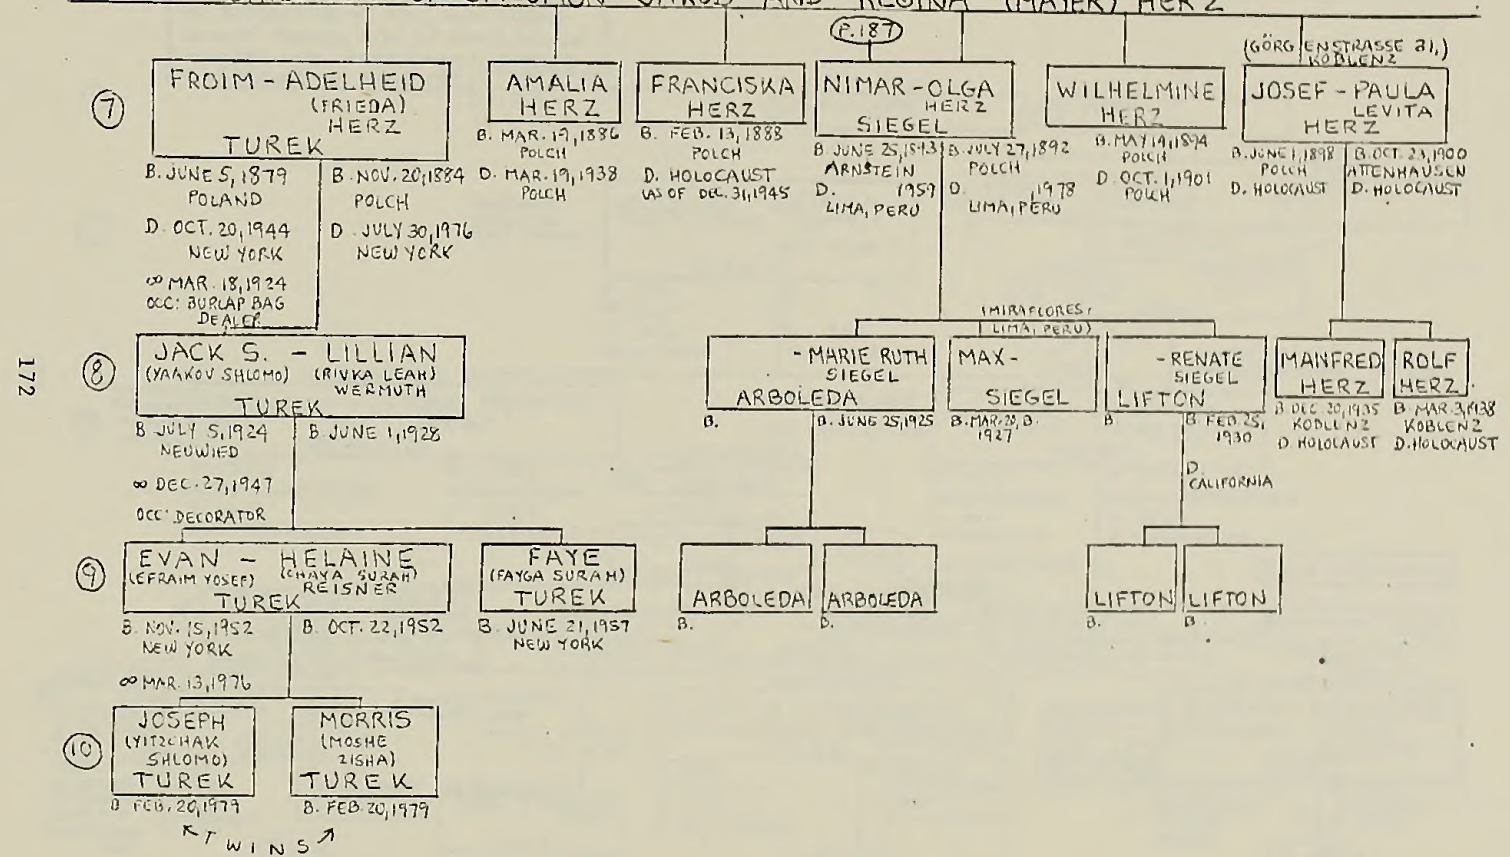 AND REGINA (MAIER) HERZ
P.187
(GÖRGENSTRASSE 21,)
KOBLENZ
7
FROIM - ADELHEID
(FRIEDA)
HERZ
TUREK
B. JUNE 5, 1879
POLAND
D. OCT. 20, 1944
NEW YORK
∞ MAR. 18, 1924
OCC: BURLAP BAG
DEALER
B. NOV. 20, 1884
POLCH
D. JULY 30, 1976
NEW YORK
AMALIA
HERZ
B. MAR. 19, 1886
POLCH
D. MAR. 19, 1938
POLCH
FRANCISKA
HERZ
B. FEB. 13, 1888
POLCH
D. HOLOCAUST
(AS OF DEC. 31, 1945
NIMAR - OLGA
HERZ
SIEGEL
B. JUNE 25,
ARNSTEIN
D. 1959
LIMA, PERU
B. JULY 27, 1892
POLCH
D. , 1978
LIMA, PERU
WILHELMINE
HERZ
B. MAY 19, 1894
POLCH
D. OCT. 1, 1901
POLCH
JOSEF - PAULA
LEVITA
HERZ
B. JUNE 1, 1898
POLCH
D. HOLOCAUST
B. OCT. 23, 1900
ATTENHAUSEN
D. HOLOCAUST
(MIRAFLORES,
LIMA, PERU)
172
8
JACK S. - LILLIAN
(YAAKOV SHLOMO) (RIVKA LEAH)
WERMUTH
TUREK
B JULY 5, 1924
NEUWIED
∞ DEC. 27, 1947
OCC: DECORATOR
B. JUNE 1, 1928
- MARIE RUTH
SIEGEL
ARBOLEDA
B.
B. JUNE 25, 1925
MAX -
SIEGEL
B. MAR. 20, B.
1927
- RENATE
SIEGEL
LIFTON
B
B FEB. 25,
1930
D.
CALIFORNIA
MANFRED
HERZ
B DEC 20, 1935
KOBLENZ
D HOLOCAUST
ROLF
HERZ
B MAR. 3, 1938
KOBLENZ
D. HOLOCAUST
9
EVAN - HELAINE
(EFRAIM YOSEF) (CHAYA SURAH)
REISNER
TUREK
B. NOV. 15, 1952
NEW YORK
∞ MAR. 13, 1976
B. OCT. 22, 1952
FAYE
(FAYGA SURAH)
TUREK
B. JUNE 21, 1957
NEW YORK
ARBOLEDA
B.
ARBOLEDA
B.
LIFTON
B.
LIFTON
B
10
JOSEPH
(YITZCHAK
SHLOMO)
TUREK
B FEB. 20, 1979
MORRIS
(MOSHE
ZISHA)
TUREK
B. FEB 20, 1979
TWINS